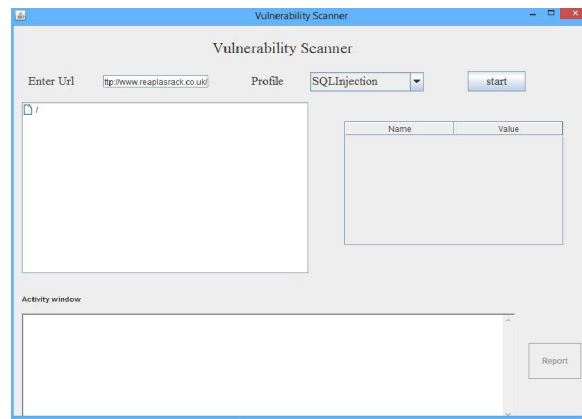 Vulnerability Scanner
Vulnerability Scanner
Enter Url ttp://www.reaplasrack.co.uk/ Profile SQLInjection start
/
Name Value
Activity window
Report